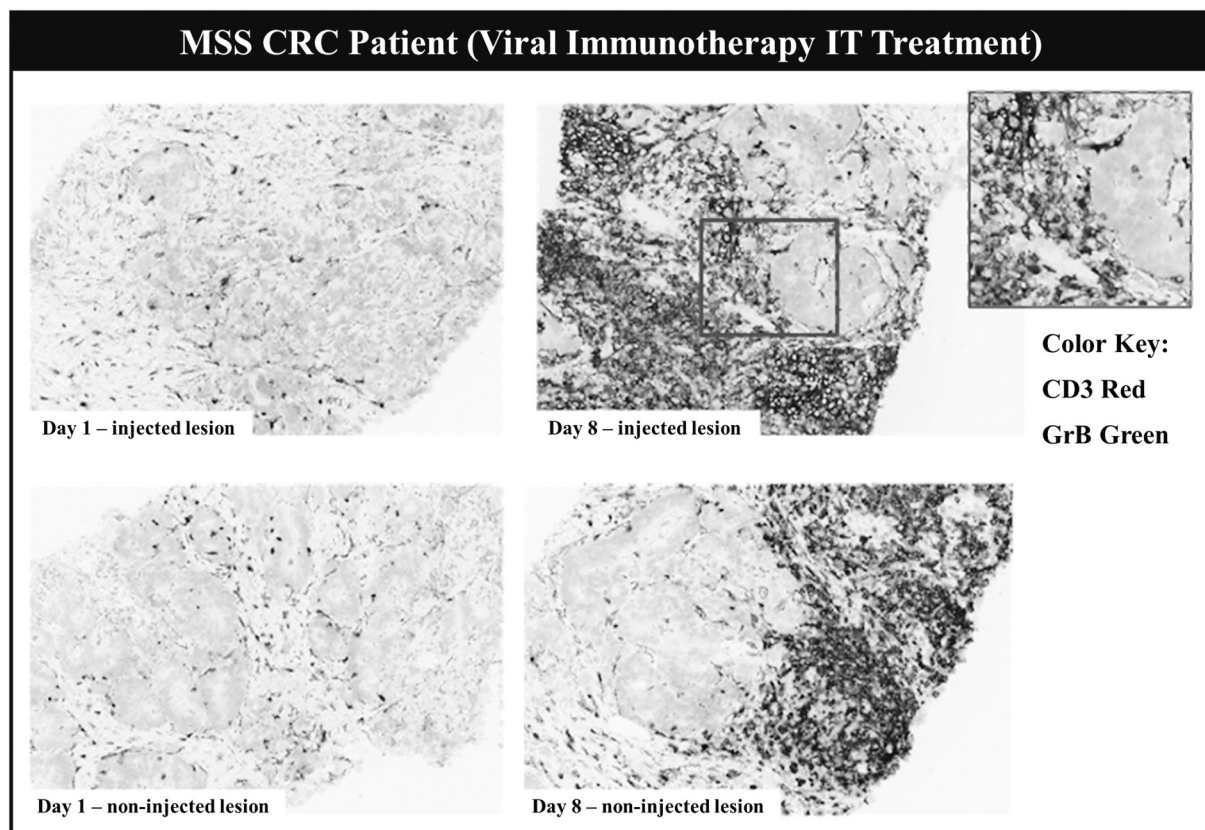 MSS CRC Patient (Viral Immunotherapy IT Treatment)
Day 1 – injected lesion
Day 8 – injected lesion
Color Key:
CD3 Red
GrB Green
Day 1 – non-injected lesion
Day 8 – non-injected lesion